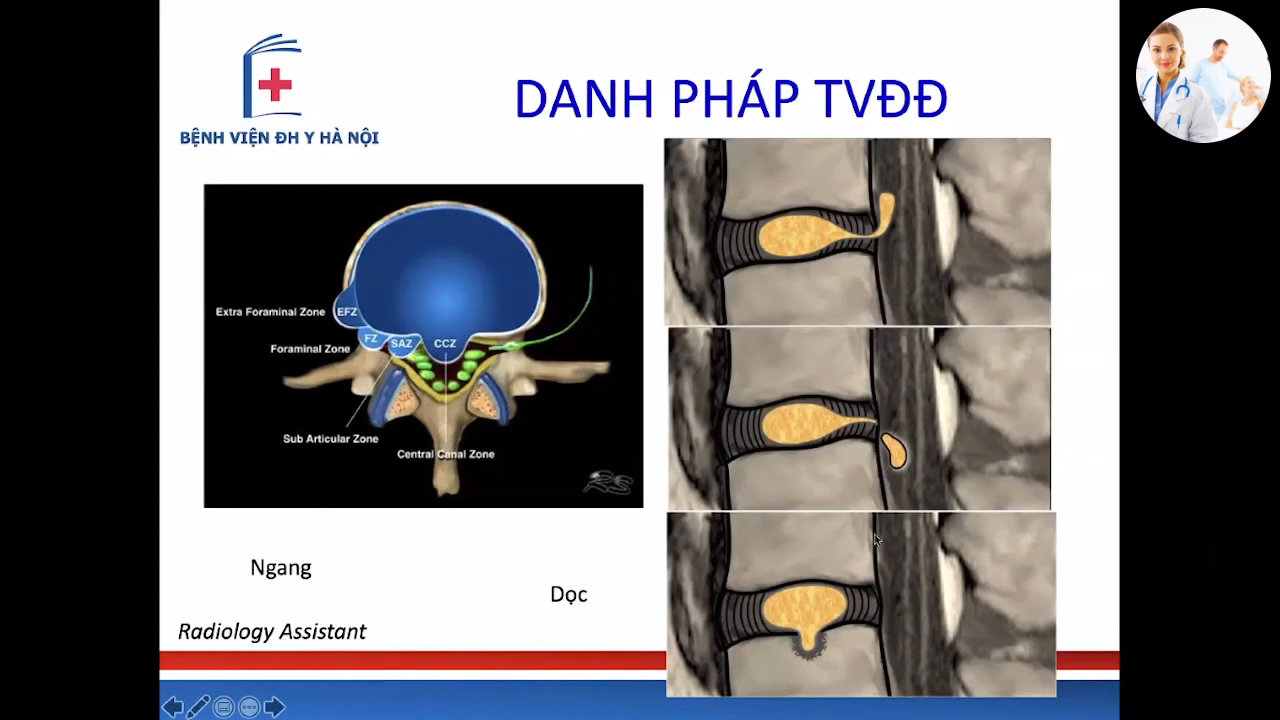 BỆNH VIỆN ĐH Y HÀ NỘI
DANH PHÁP TVĐĐ
Extra Foraminal Zone
EFZ
FZ
SAZ
CCZ
Foraminal Zone
Sub Articular Zone
Central Canal Zone
RS
Ngang
Dọc
Radiology Assistant